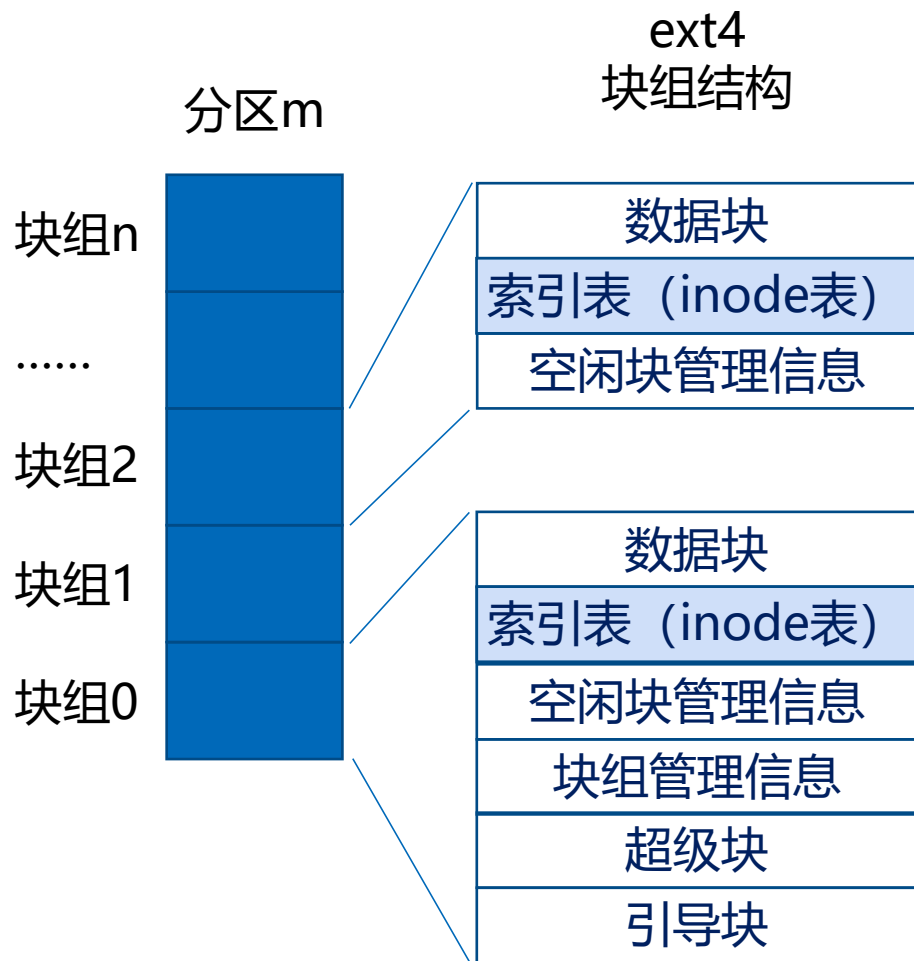 ext4
块组结构
分区m
块组n
……
块组2
块组1
块组0
数据块
索引表（inode表）
空闲块管理信息
数据块
索引表（inode表）
空闲块管理信息
块组管理信息
超级块
引导块